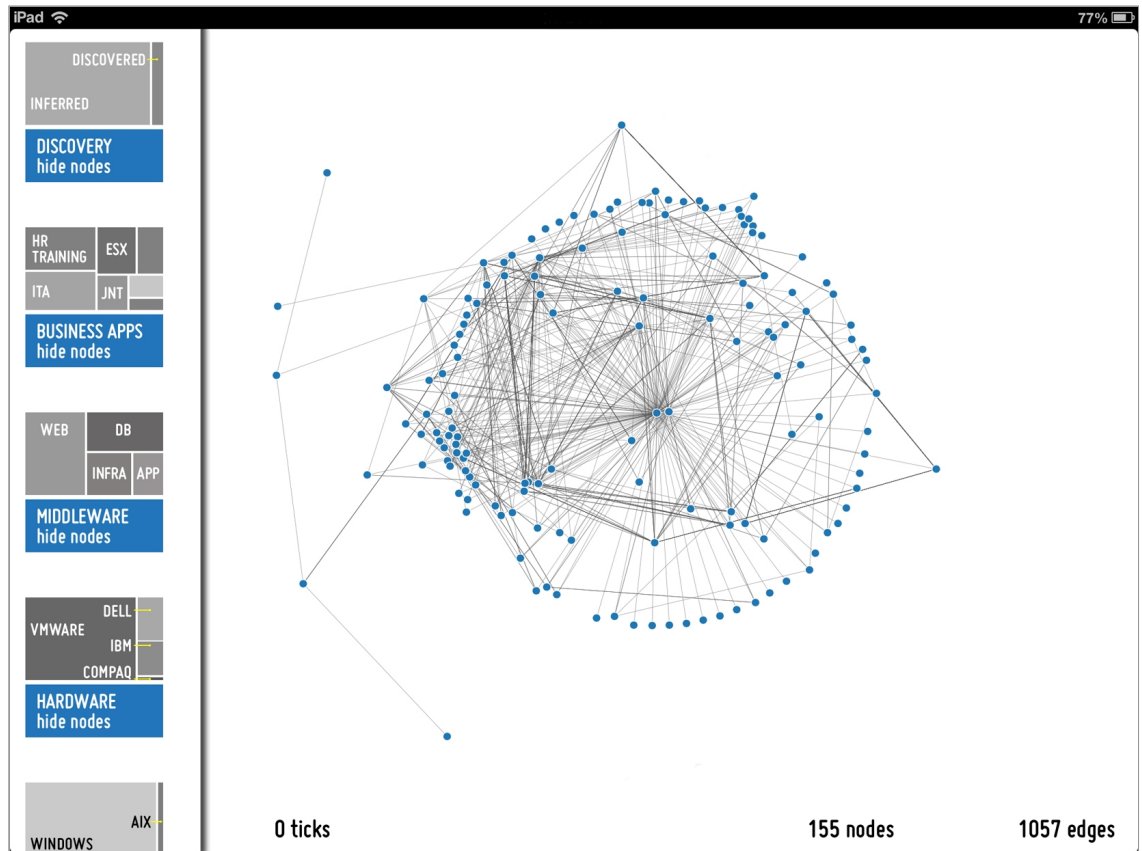 iPad
77%
DISCOVERED
INFERRED
DISCOVERY
hide nodes
HR
TRAINING
ESX
ITA
JNT
BUSINESS APPS
hide nodes
WEB
DB
INFRA
APP
MIDDLEWARE
hide nodes
DELL
VMWARE
IBM
COMPAQ
HARDWARE
hide nodes
AIX
WINDOWS
0 ticks
155 nodes
1057 edges